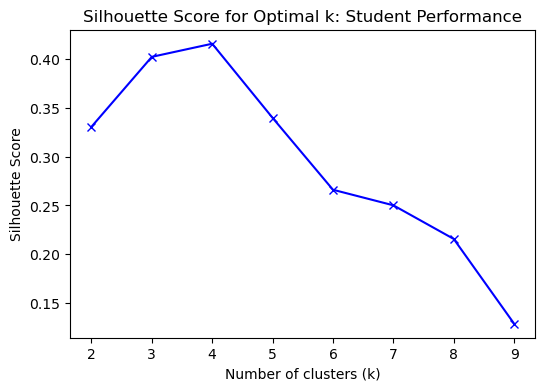 Silhouette Score for Optimal k: Student Performance
0.40
0.35
0.30
0.25
0.20
0.15
Silhouette Score
2 3 4 5 6 7 8 9
Number of clusters (k)